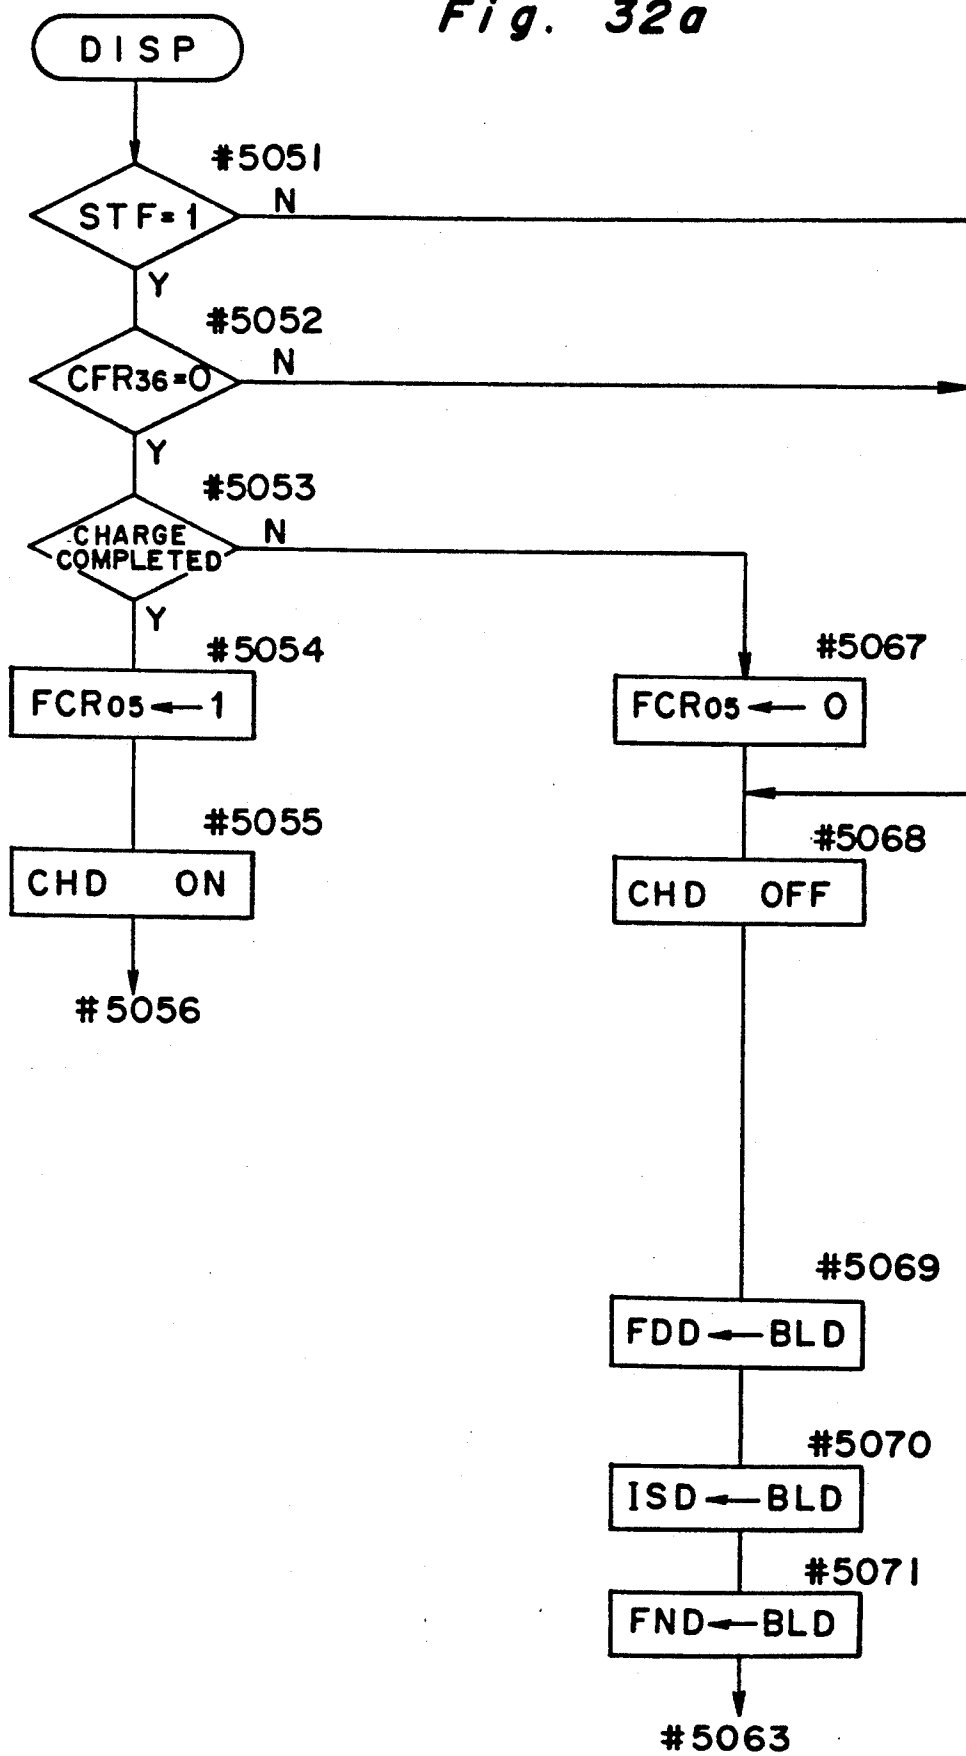 Fig. 32a
DISP
#5051
STF=1
N
Y
#5052
CFR36=0
N
Y
#5053
CHARGE
COMPLETED
N
Y
#5054
FCR05←1
#5055
CHD ON
#5056
#5067
FCR05← 0
#5068
CHD OFF
#5069
FDD←BLD
#5070
ISD←BLD
#5071
FND←BLD
#5063